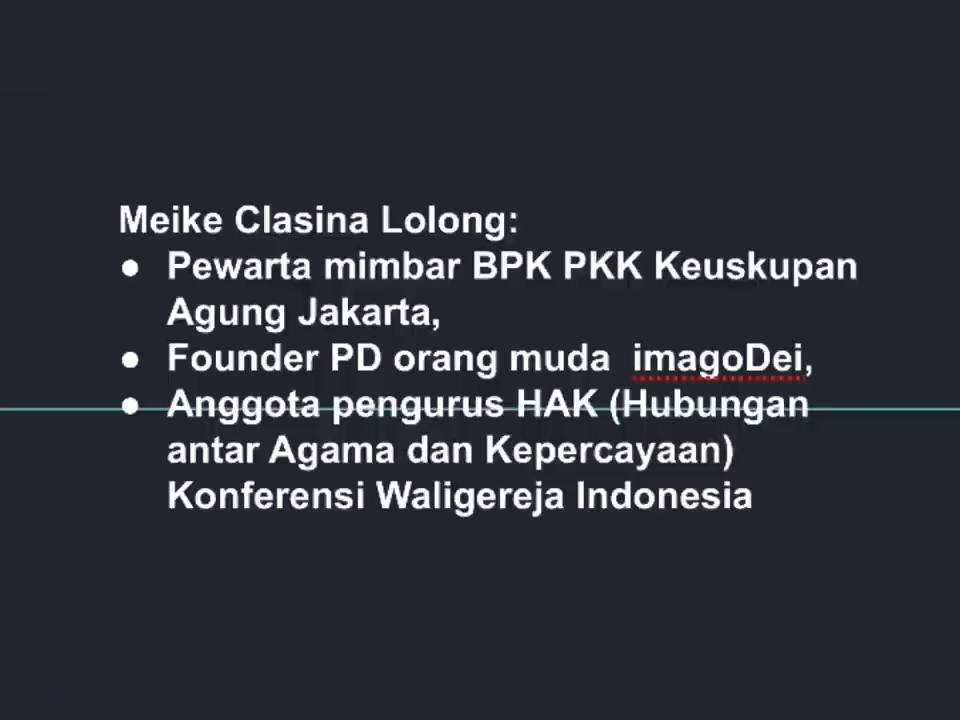 Meike Clasina Lolong:
● Pewarta mimbar BPK PKK Keuskupan
Agung Jakarta,
● Founder PD orang muda imagoDei,
● Anggota pengurus HAK (Hubungan
antar Agama dan Kepercayaan)
Konferensi Waligereja Indonesia